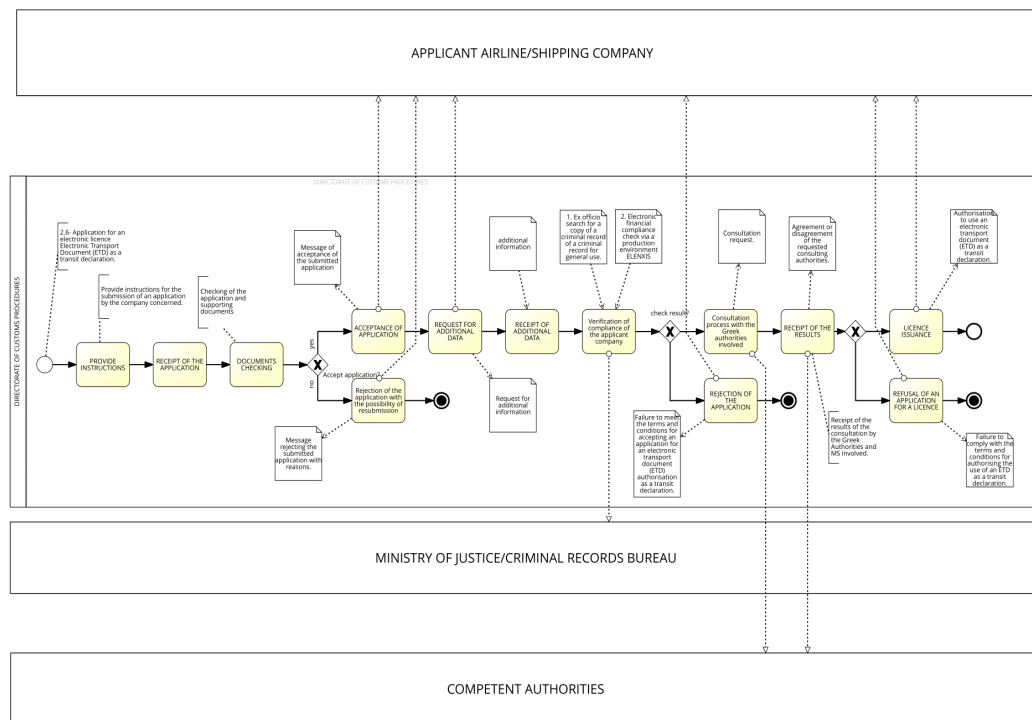 APPLICANT AIRLINE/SHIPPING COMPANY
DIRECTORATE OF CUSTOMS PROCEDURES
DIRECTORATE OF CUSTOMS PROCEDURES
2.6- Application for an
electronic licence
Electronic Transport
Document (ETD) as a
transit declaration.
Provide instructions for the
submission of an application
by the company concerned.
Checking of the
application and
supporting
documents
Message of
acceptance of
the submitted
application
additional
information
1. Ex officio
search for a
copy of a
criminal record
of a criminal
record for
general use.
2. Electronic
financial
compliance
check via a
production
environment
ELENXIS
Consultation
request.
Agreement or
disagreement
of the
requested
consulting
authorities.
Authorisation
to use an
electronic
transport
document
(ETD) as a
transit
declaration.
PROVIDE
INSTRUCTIONS
RECEIPT OF THE
APPLICATION
DOCUMENTS
CHECKING
X
Accept application?
yes
no
ACCEPTANCE OF
APPLICATION
REQUEST FOR
ADDITIONAL DATA
RECEIPT OF
ADDITIONAL DATA
Verification of
compliance of
the applicant
company
check result?
X
Consultation
process with the
Greek
authorities
involved
RECEIPT OF THE
RESULTS
X
LICENCE
ISSUANCE
Rejection of the
application with
the possibility of
resubmission
REJECTION OF
THE
APPLICATION
REFUSAL OF AN
APPLICATION
FOR A LICENCE
Message
rejecting the
submitted
application with
reasons.
Request for
additional
information
Failure to meet
the terms and
conditions for
accepting an
application for
an electronic
transport
document
(ETD)
authorisation
as a transit
declaration.
Receipt of the
results of the
consultation by
the Greek
Authorities and
MS involved.
Failure to
comply with the
terms and
conditions for
authorising the
use of an ETD
as a transit
declaration.
MINISTRY OF JUSTICE/CRIMINAL RECORDS BUREAU
COMPETENT AUTHORITIES